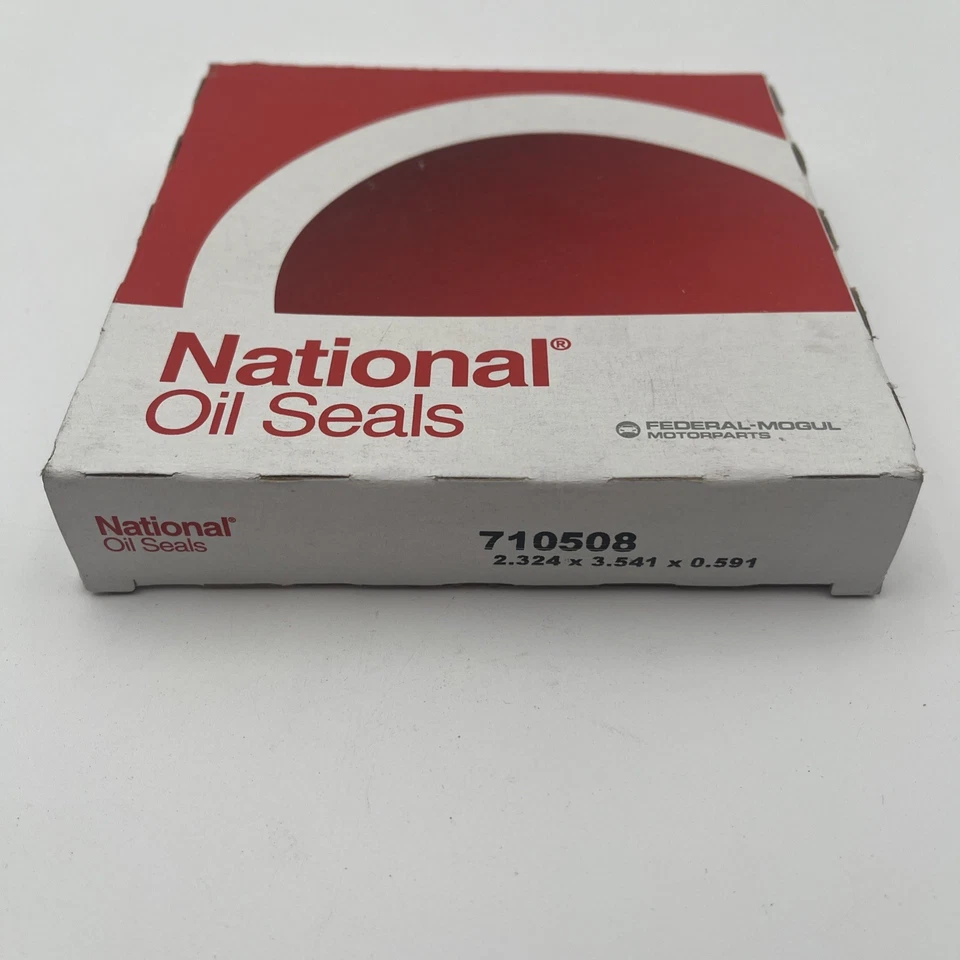 National®
Oil Seals
FEDERAL-MOGUL
MOTORPARTS
National®
Oil Seals
710508
2.324 x 3.541 x 0.591